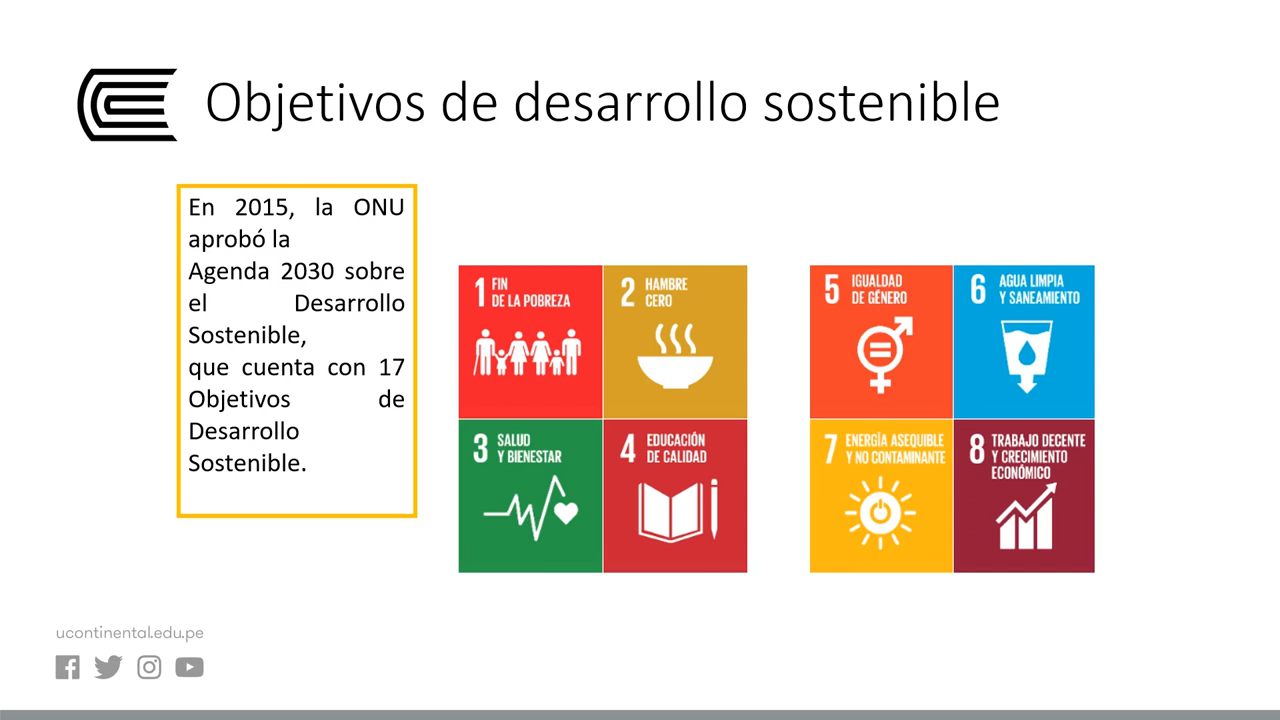 Objetivos de desarrollo sostenible
En 2015, la ONU
aprobó la
Agenda 2030 sobre
el Desarrollo
Sostenible,
que cuenta con 17
Objetivos de
Desarrollo
Sostenible.
1 FIN
DE LA POBREZA
2 HAMBRE
CERO
3 SALUD
Y BIENESTAR
4 EDUCACIÓN
DE CALIDAD
5 IGUALDAD
DE GÉNERO
6 AGUA LIMPIA
Y SANEAMIENTO
7 ENERGÍA ASEQUIBLE
Y NO CONTAMINANTE
8 TRABAJO DECENTE
Y CRECIMIENTO
ECONÓMICO
ucontinental.edu.pe